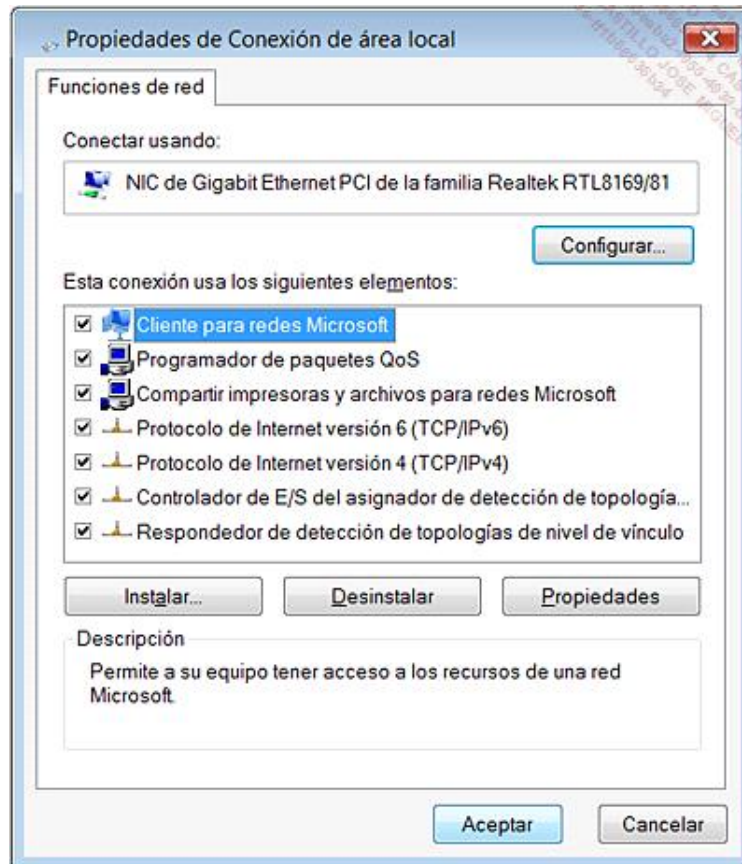 Propiedades de Conexión de área local
Funciones de red
Conectar usando:
NIC de Gigabit Ethernet PCI de la familia Realtek RTL8169/81
Configurar...
Esta conexión usa los siguientes elementos:
Cliente para redes Microsoft
Programador de paquetes QoS
Compartir impresoras y archivos para redes Microsoft
Protocolo de Internet versión 6 (TCP/IPv6)
Protocolo de Internet versión 4 (TCP/IPv4)
Controlador de E/S del asignador de detección de topología...
Respondedor de detección de topologías de nivel de vínculo
Instalar...
Desinstalar
Propiedades
Descripción
Permite a su equipo tener acceso a los recursos de una red
Microsoft.
Aceptar
Cancelar